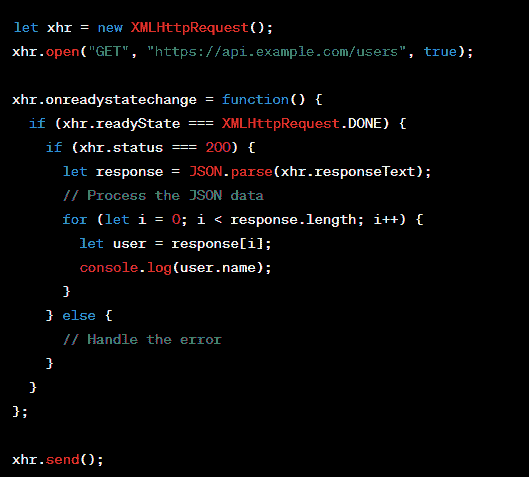 let xhr = new XMLHttpRequest();
xhr.open("GET", "https://api.example.com/users", true);

xhr.onreadystatechange = function() {
  if (xhr.readyState === XMLHttpRequest.DONE) {
    if (xhr.status === 200) {
      let response = JSON.parse(xhr.responseText);
      // Process the JSON data
      for (let i = 0; i < response.length; i++) {
        let user = response[i];
        console.log(user.name);
      }
    } else {
      // Handle the error
    }
  }
};

xhr.send();